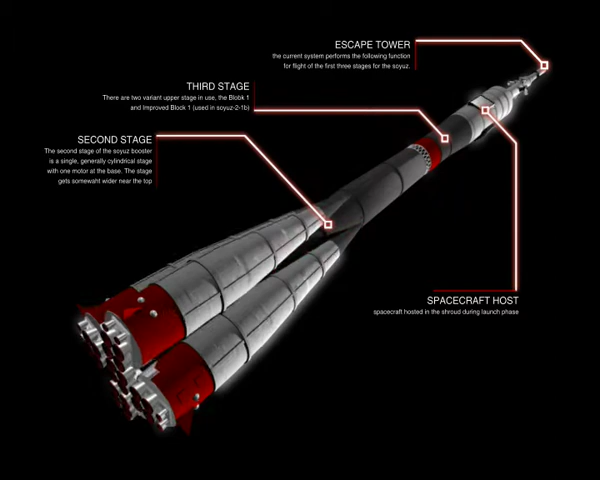 ESCAPE TOWER
the current system performs the following function
for flight of the first three stages for the soyuz.
THIRD STAGE
There are two variant upper stage in use, the Blobk 1
and Improved Block 1 (used in soyuz-2-1b)
SECOND STAGE
The second stage of the soyuz booster
is a single, generally cylindrical stage
with one motor at the base. The stage
gets somewaht wider near the top
SPACECRAFT HOST
spacecraft hosted in the shroud during launch phase